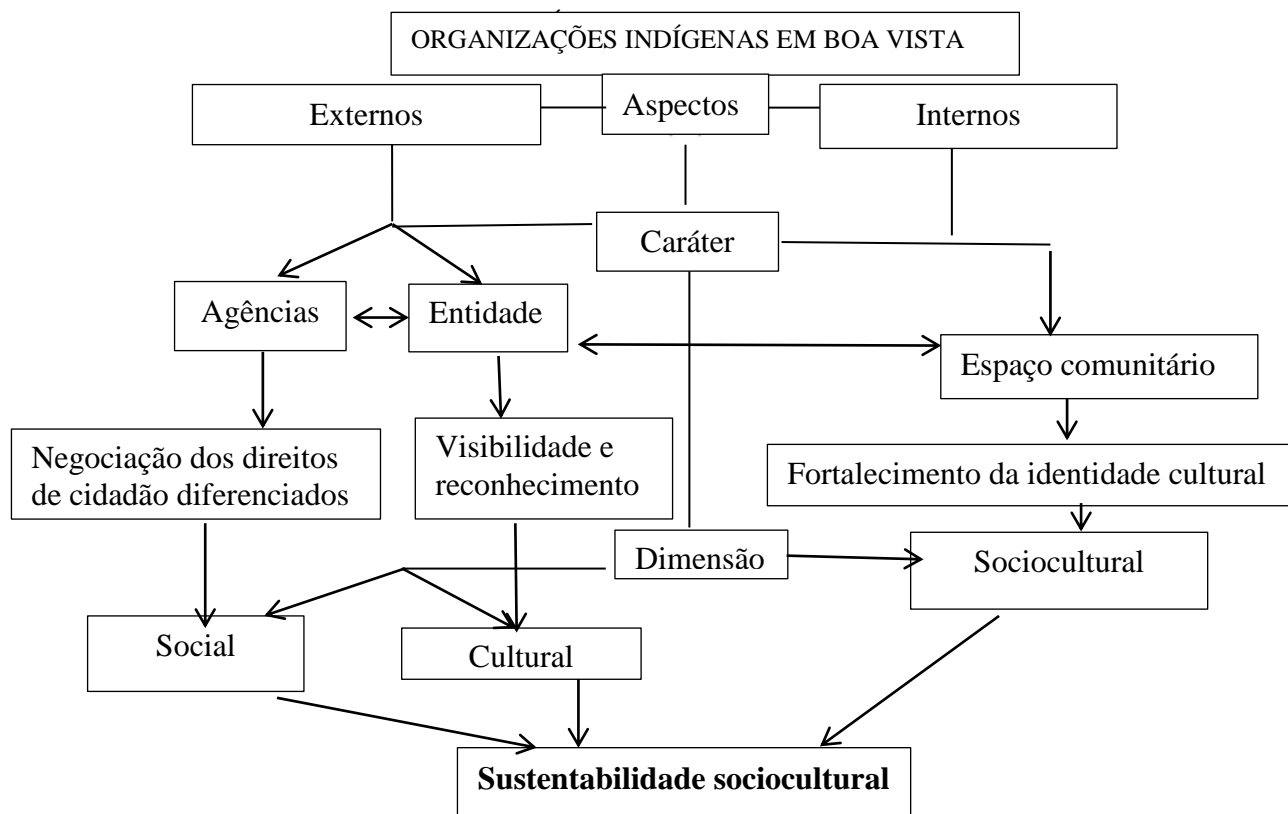 ORGANIZAÇÕES INDÍGENAS EM BOA VISTA
Externos
Aspectos
Internos
Caráter
Agências
Entidade
Espaço comunitário
Negociação dos direitos
de cidadão diferenciados
Visibilidade e
reconhecimento
Fortalecimento da identidade cultural
Dimensão
Sociocultural
Social
Cultural
Sustentabilidade sociocultural